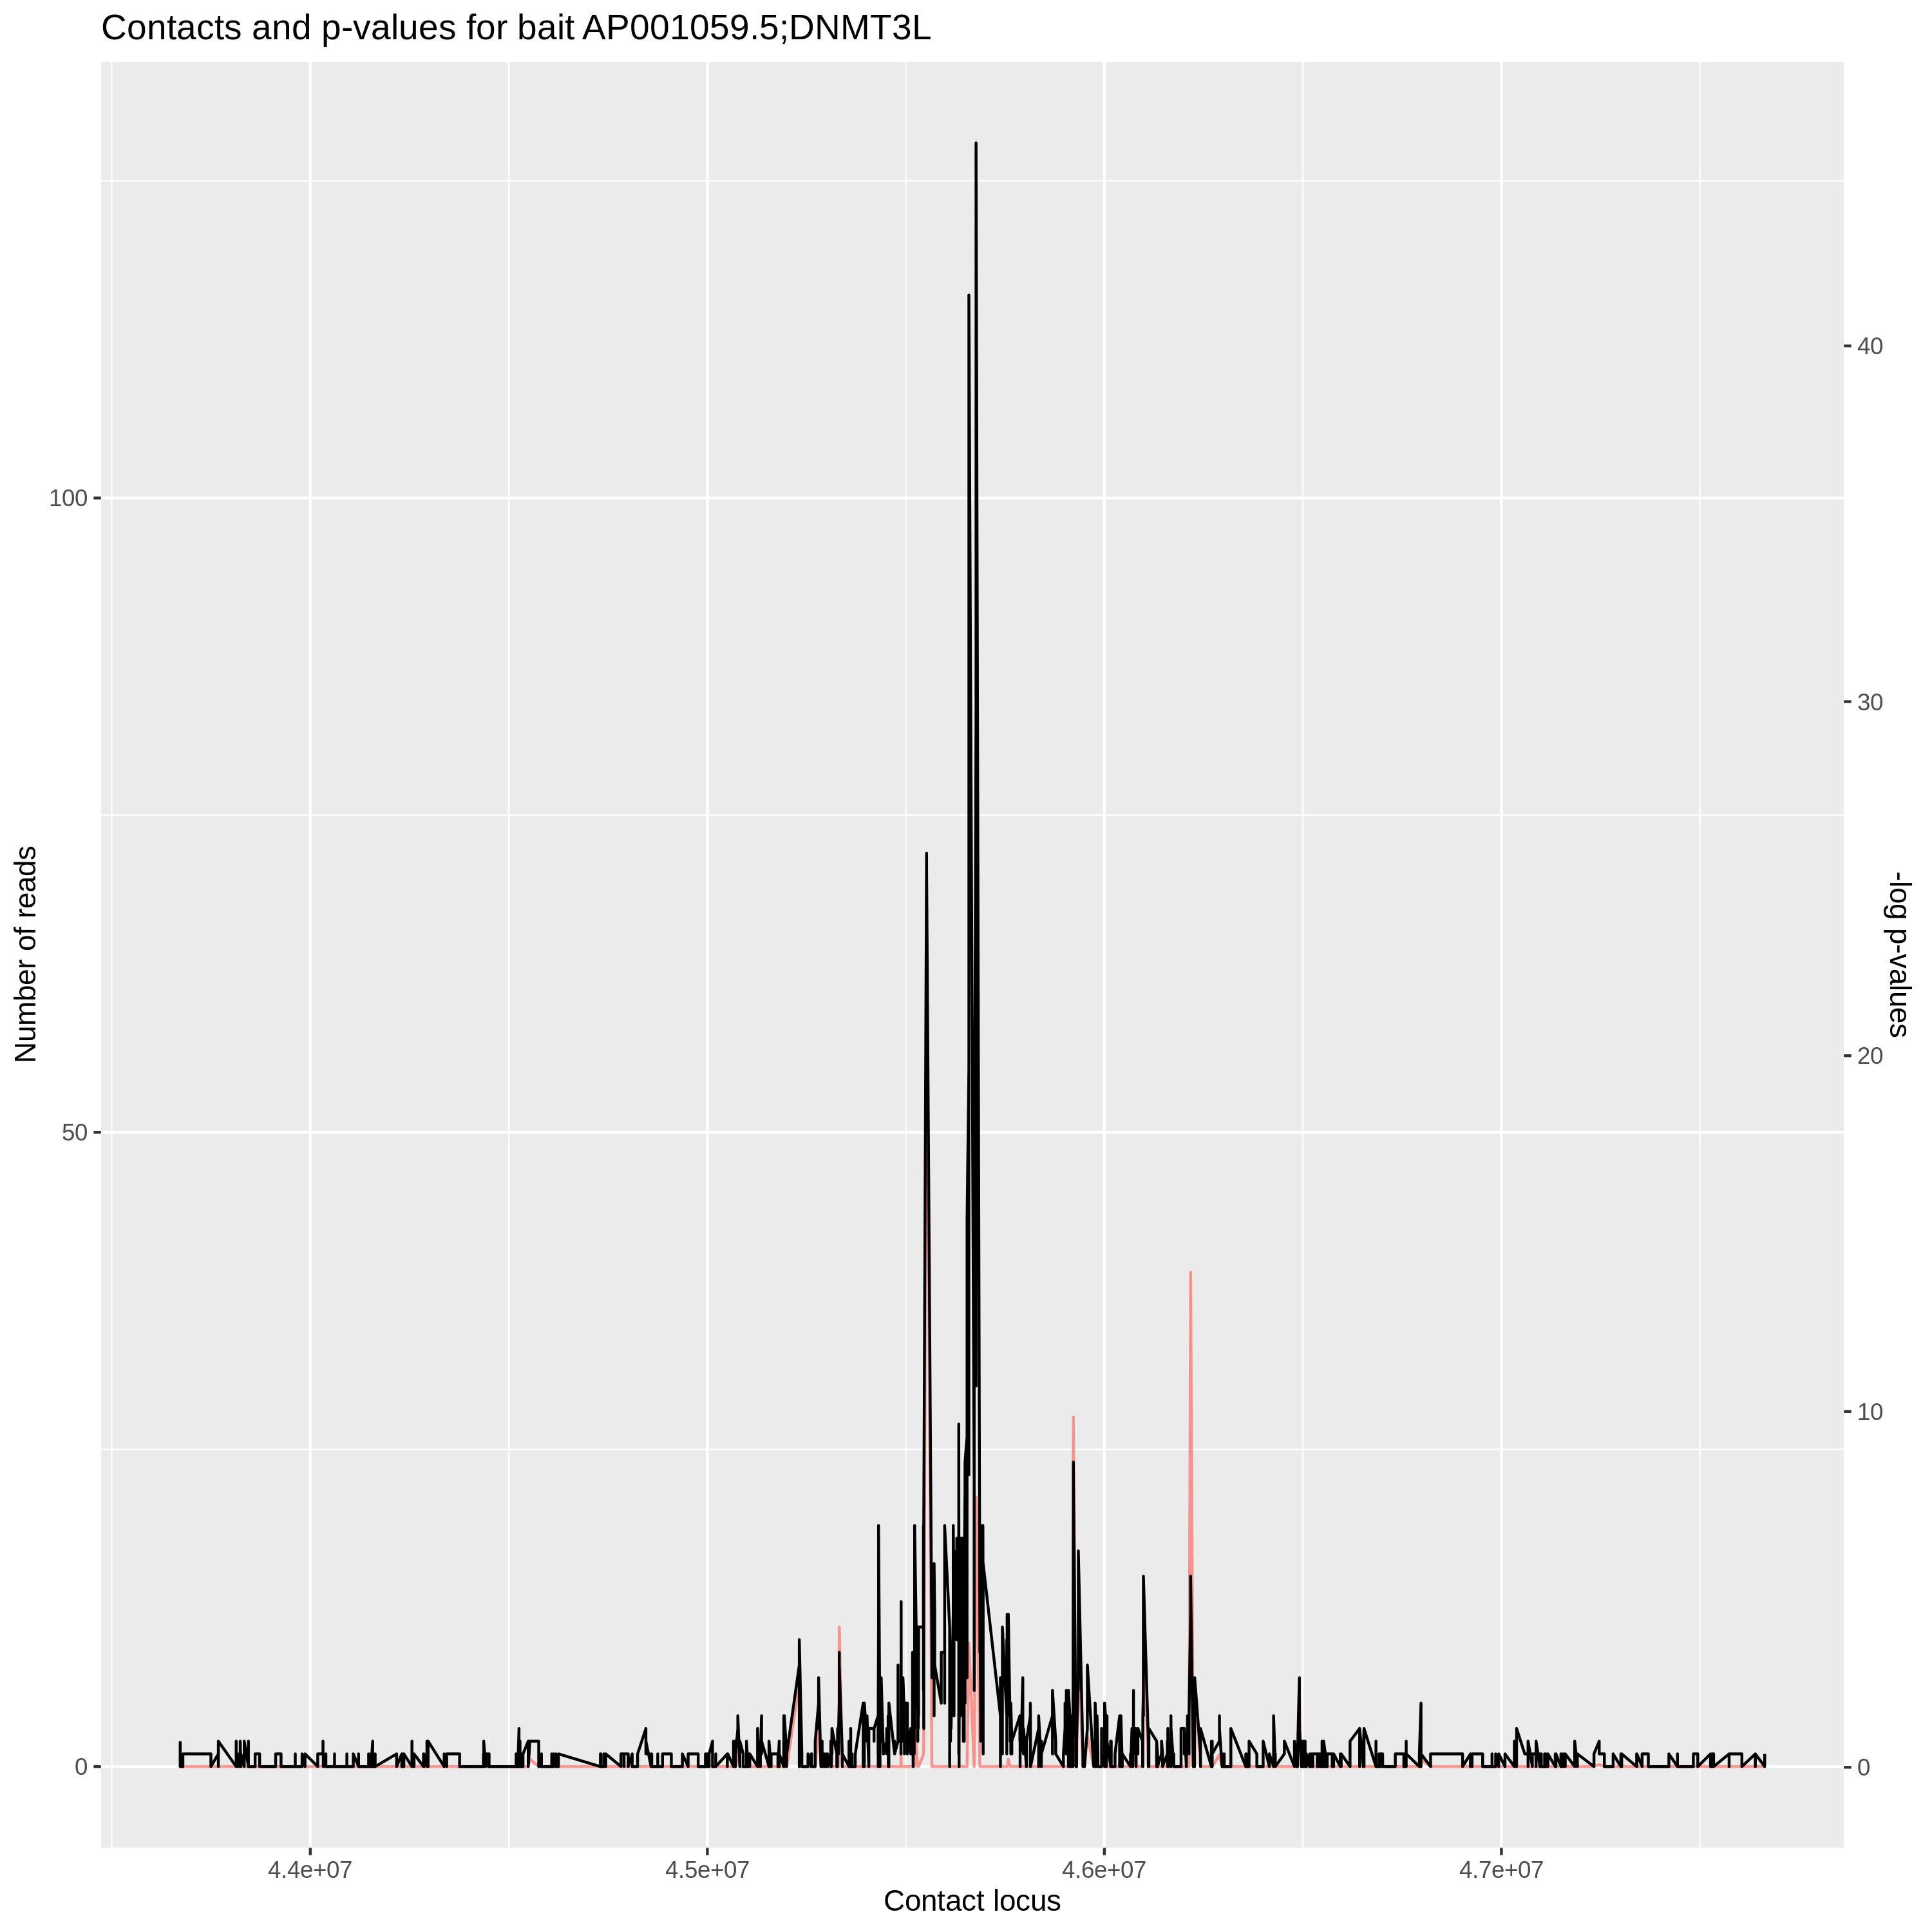 Contacts and p-values for bait AP001059.5;DNMT3L
Number of reads
100
50
0
40
30
20
10
0
-log p-values
4.4e+07
4.5e+07
4.6e+07
4.7e+07
Contact locus